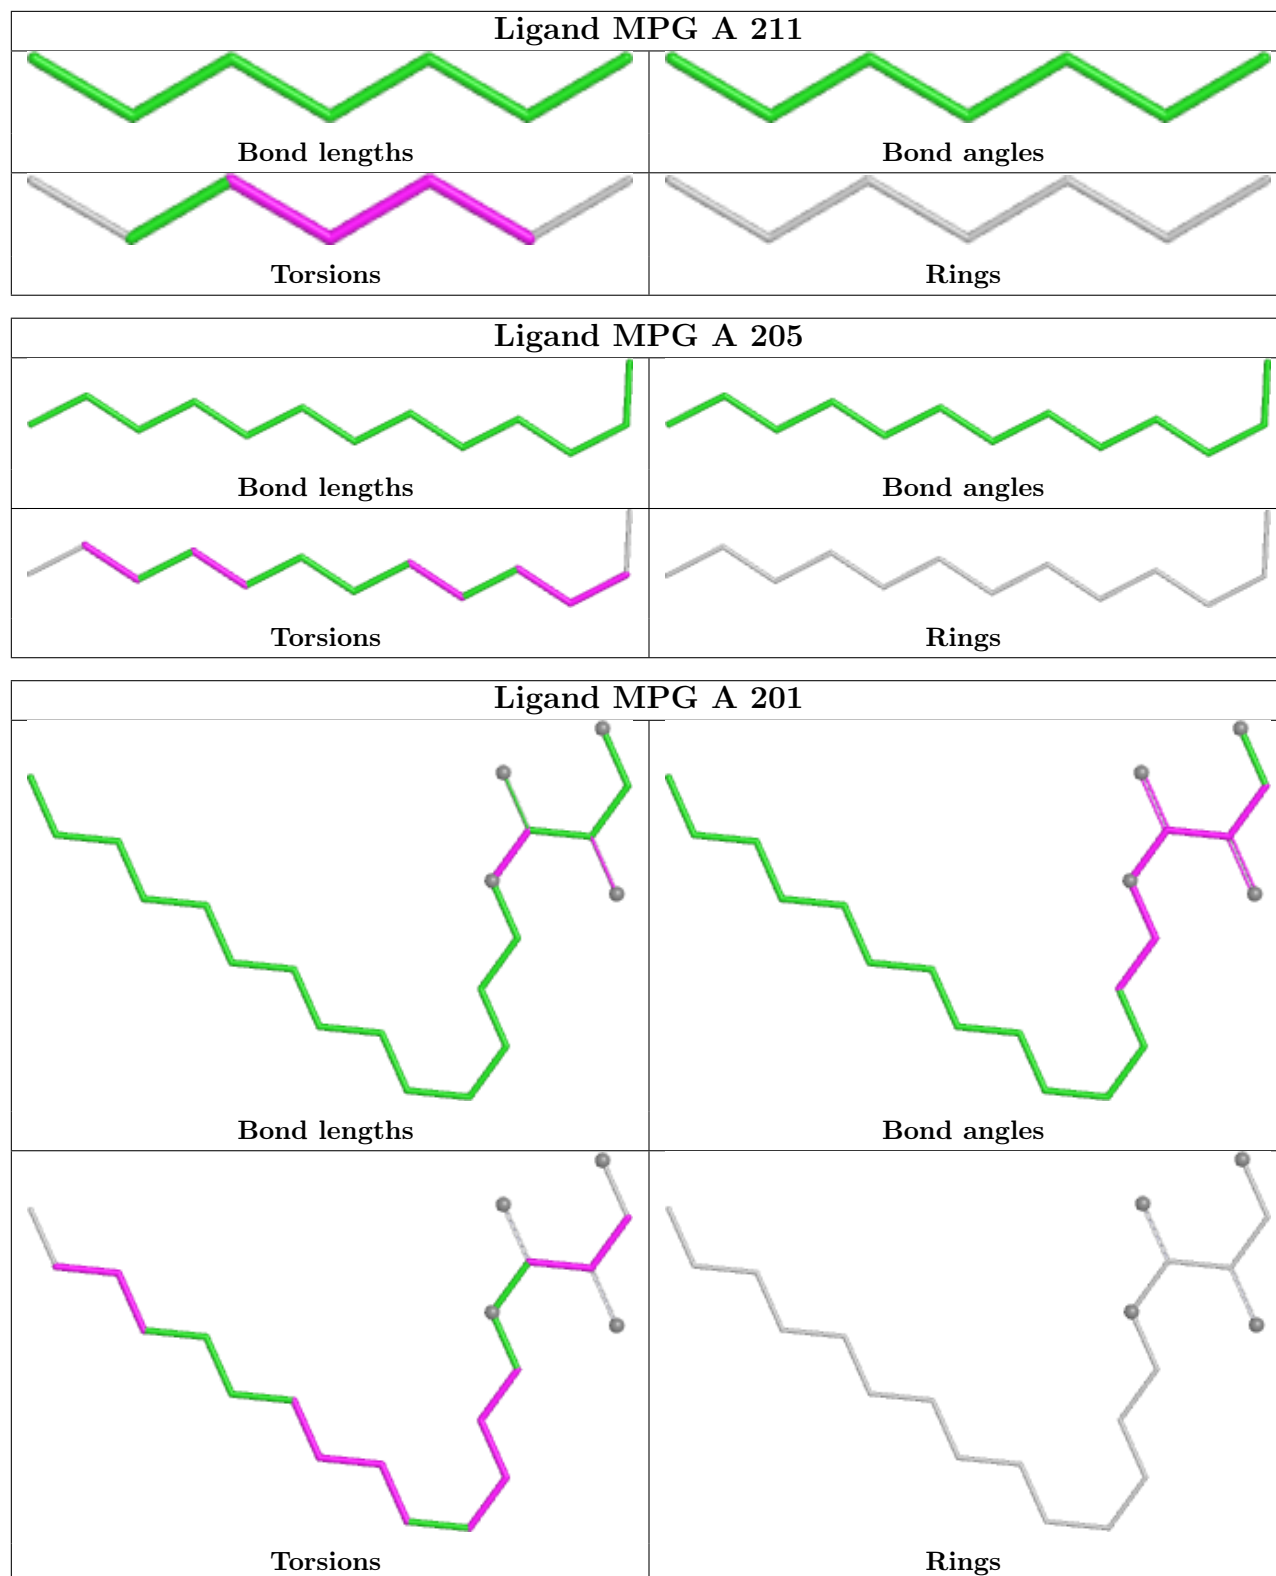 Ligand MPG A 211
Bond lengths
Bond angles
Torsions
Rings
Ligand MPG A 205
Bond lengths
Bond angles
Torsions
Rings
Ligand MPG A 201
Bond lengths
Bond angles
Torsions
Rings